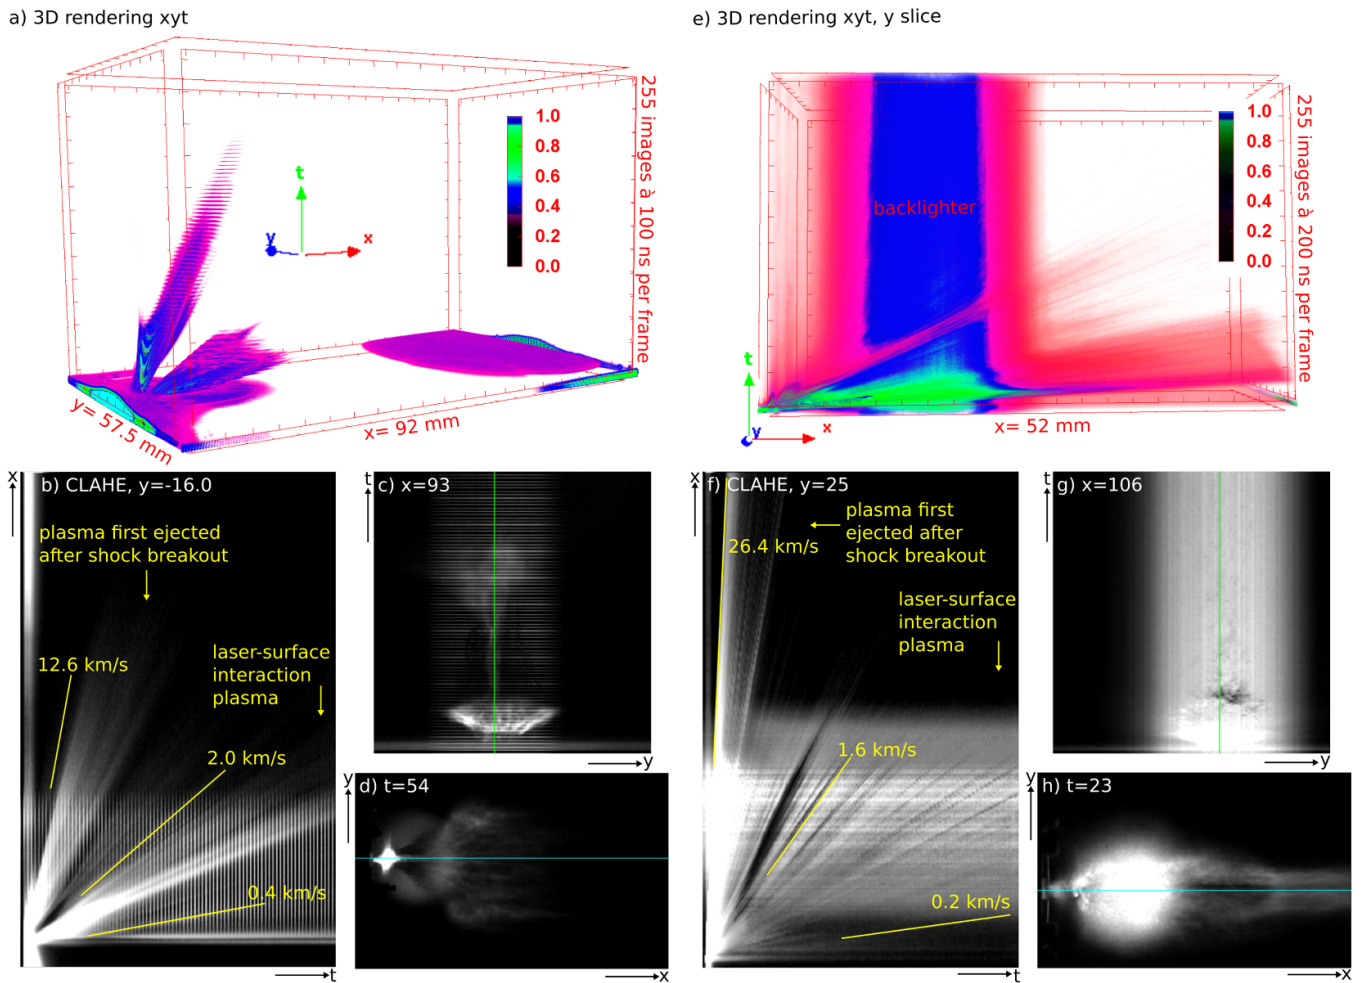 a) 3D rendering xyt
255 images à 100 ns per frame
1.0
0.8
0.6
0.4
0.2
0.0
t
y
x
y= 57.5 mm
x= 92 mm
e) 3D rendering xyt, y slice
255 images à 200 ns per frame
1.0
0.8
0.6
0.4
0.2
0.0
backlighter
t
y
x
x= 52 mm
x
b) CLAHE, y=-16.0
plasma first ejected
after shock breakout
12.6 km/s
laser-surface
interaction
plasma
2.0 km/s
0.4 km/s
t
t
c) x=93
y
y
d) t=54
x
x
f) CLAHE, y=25
plasma first
ejected after
shock breakout
26.4 km/s
laser-surface
interaction
plasma
1.6 km/s
0.2 km/s
t
t
g) x=106
y
y
h) t=23
x